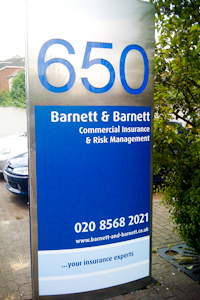 650
Barnett & Barnett
Commercial Insurance
& Risk Management
020 8568 2021
www.barnett-and-barnett.co.uk
...your insurance experts